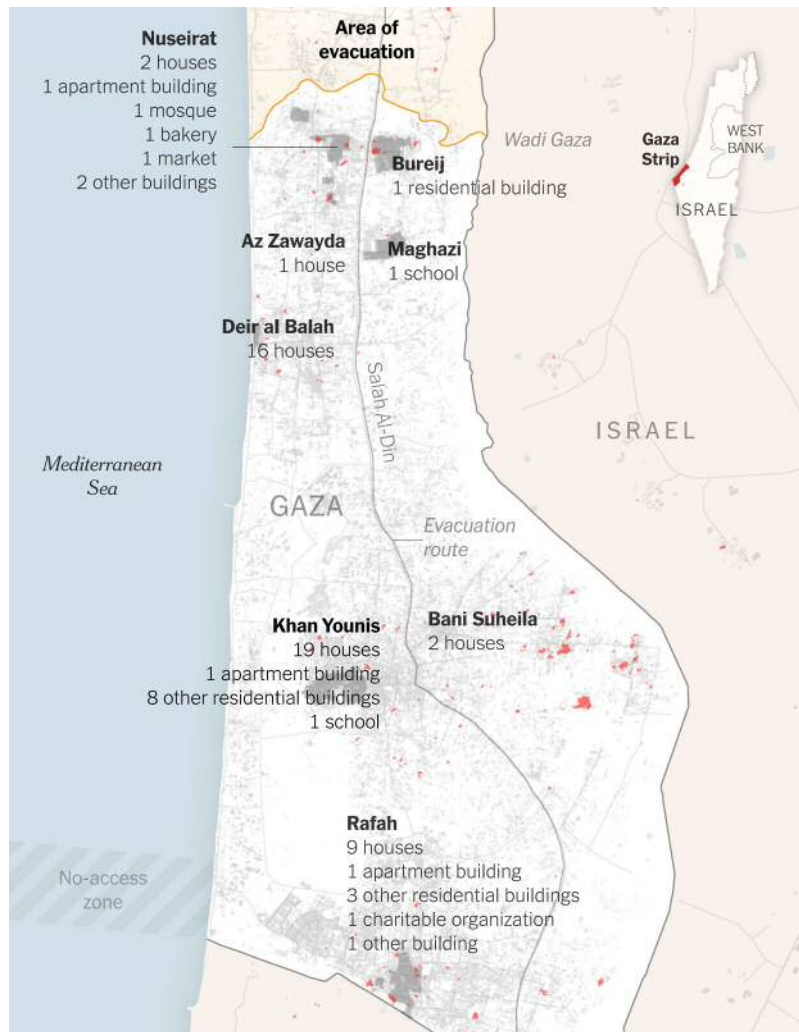 Nuseirat
2 houses
1 apartment building
1 mosque
1 bakery
1 market
2 other buildings
Area of
evacuation
Wadi Gaza
Gaza
Strip
WEST
BANK
ISRAEL
Bureij
1 residential building
Az Zawayda
1 house
Maghazi
1 school
Deir al Balah
16 houses
Salah Al-Din
ISRAEL
Mediterranean
Sea
GAZA
Evacuation
route
Khan Younis
19 houses
1 apartment building
8 other residential buildings
1 school
Bani Suheila
2 houses
Rafah
9 houses
1 apartment building
3 other residential buildings
1 charitable organization
1 other building
No-access
zone